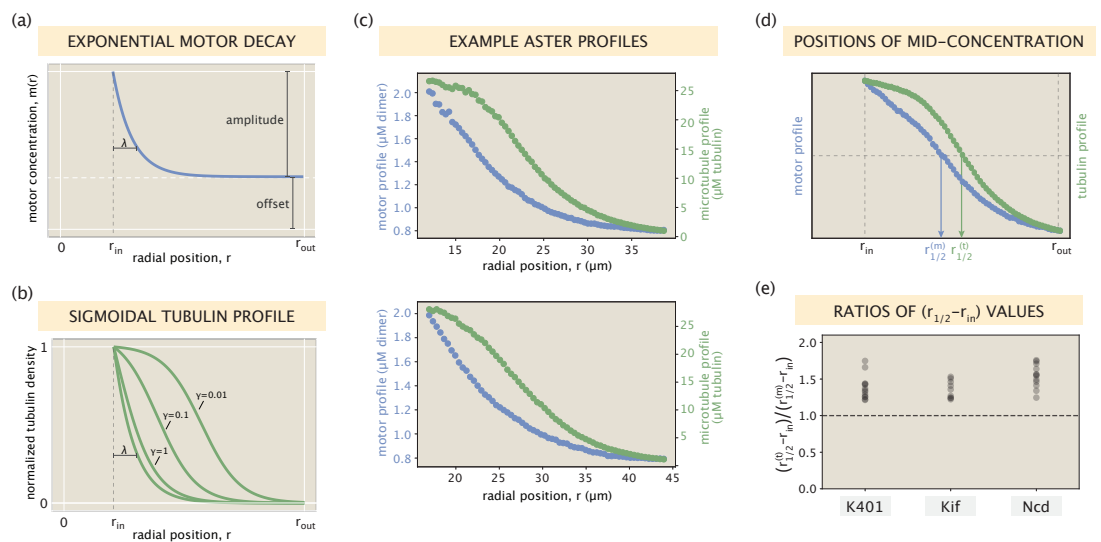 (a)
EXPONENTIAL MOTOR DECAY
motor concentration, m(r)
amplitude
λ
offset
0
r_in
r_out
radial position, r
(b)
SIGMOIDAL TUBULIN PROFILE
normalized tubulin density
1
0
γ=0.01
γ=0.1
γ=1
λ
0
r_in
r_out
radial position, r
(c)
EXAMPLE ASTER PROFILES
motor profile (μM dimer)
2.0
1.8
1.6
1.4
1.2
1.0
0.8
25
20
15
10
5
0
microtubule profile
(μM tubulin)
15
20
25
30
35
radial position, r (μm)
motor profile (μM dimer)
2.0
1.8
1.6
1.4
1.2
1.0
0.8
25
20
15
10
5
microtubule profile
(μM tubulin)
20
25
30
35
40
45
radial position, r (μm)
(d)
POSITIONS OF MID-CONCENTRATION
motor profile
tubulin profile
r_in
r_1/2^(m)
r_1/2^(t)
r_out
(e)
RATIOS OF (r_1/2−r_in) VALUES
(r_1/2^(t)−r_in)/(r_1/2^(m)−r_in)
2.0
1.5
1.0
0.5
0.0
K401
Kif
Ncd